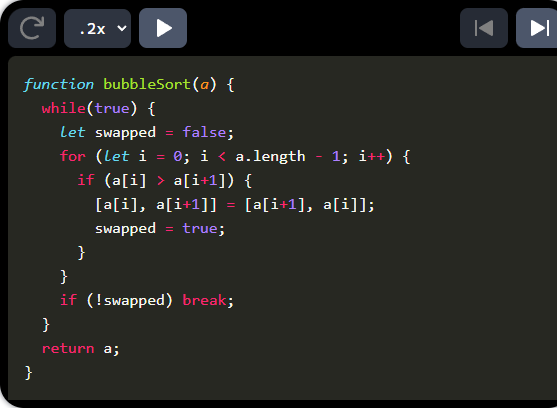 .2x
function bubbleSort(a) {
  while(true) {
    let swapped = false;
    for (let i = 0; i < a.length - 1; i++) {
      if (a[i] > a[i+1]) {
        [a[i], a[i+1]] = [a[i+1], a[i]];
        swapped = true;
      }
    }
    if (!swapped) break;
  }
  return a;
}